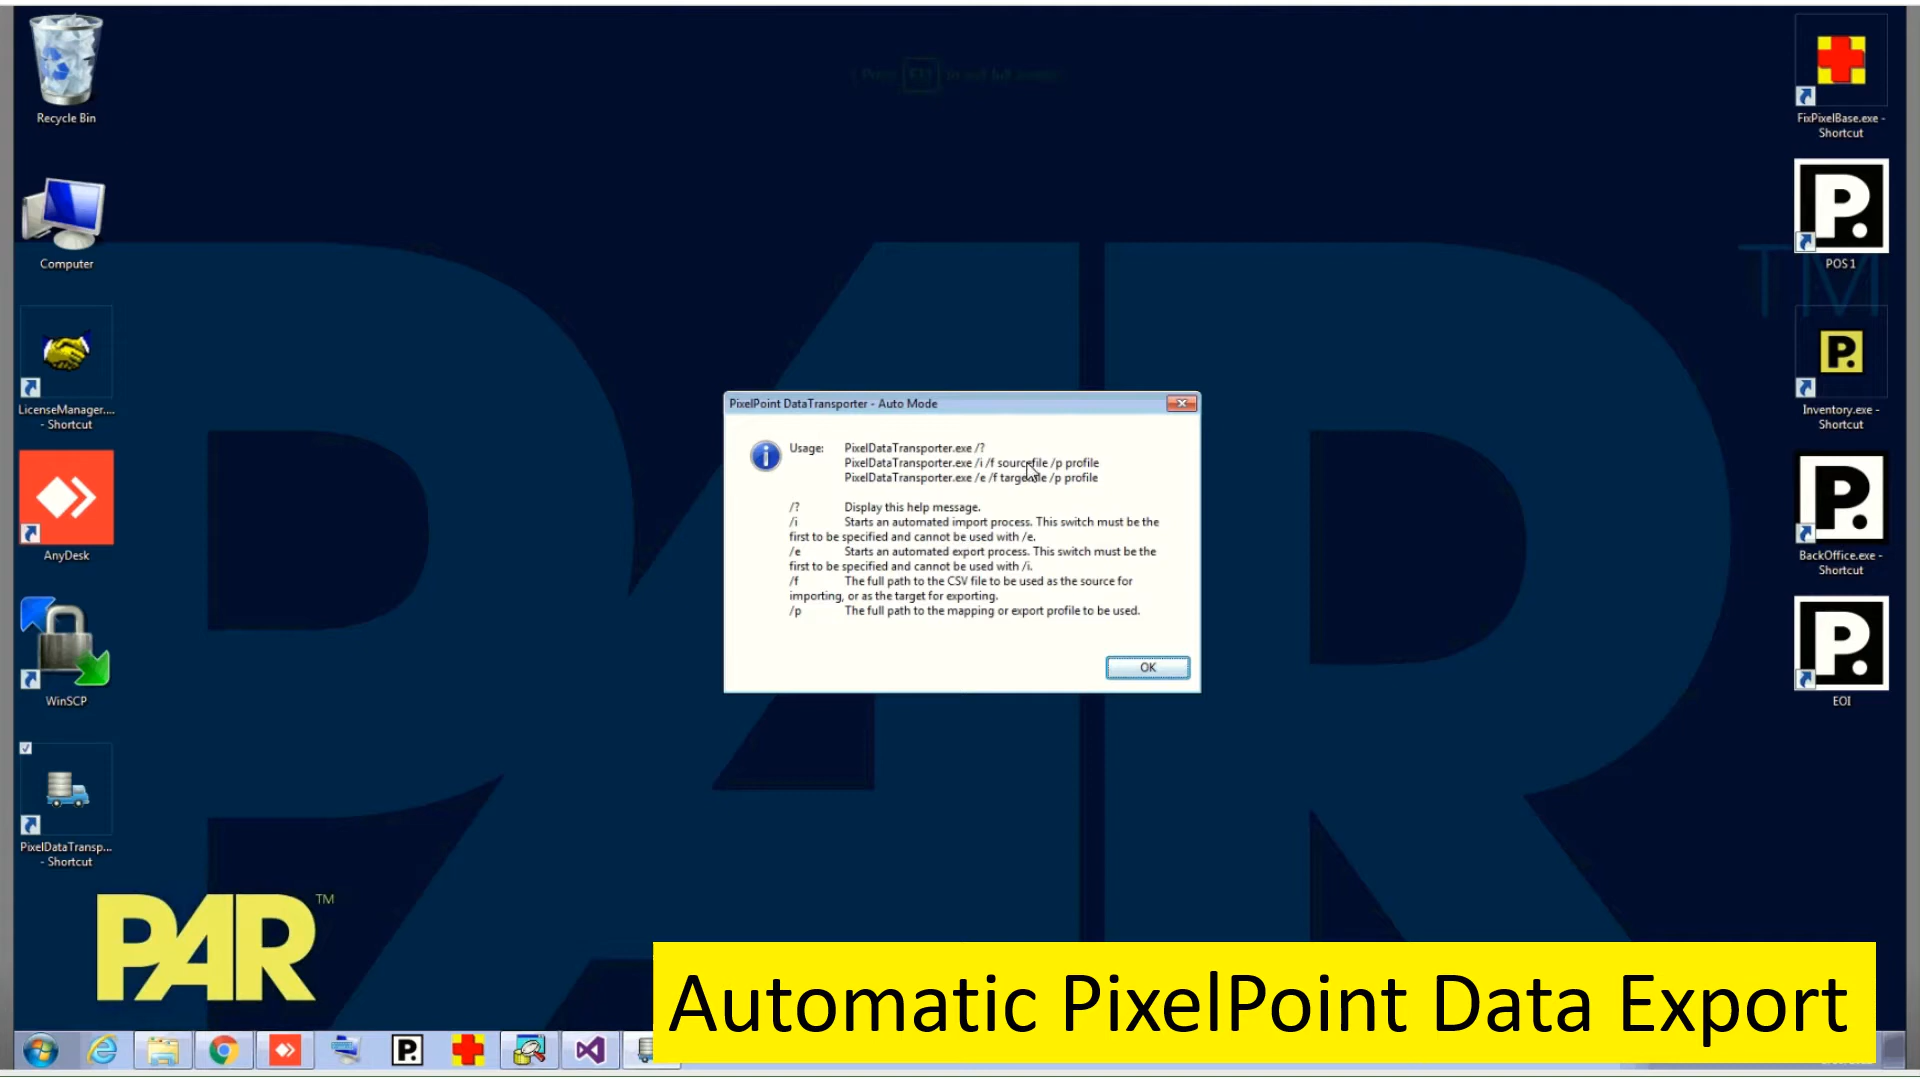 Recycle Bin
Computer
LicenseManager....
- Shortcut
AnyDesk
WinSCP
PixelDataTransp...
- Shortcut
PAR™
FixPixelBase.exe -
Shortcut
P.
POS 1
P.
Inventory.exe -
Shortcut
P.
BackOffice.exe -
Shortcut
P.
EOI
PAR
TM
PixelPoint DataTransporter - Auto Mode
Usage: PixelDataTransporter.exe /?
PixelDataTransporter.exe /i /f sourcefile /p profile
PixelDataTransporter.exe /e /f targetfile /p profile
/? Display this help message.
/i Starts an automated import process. This switch must be the
first to be specified and cannot be used with /e.
/e Starts an automated export process. This switch must be the
first to be specified and cannot be used with /i.
/f The full path to the CSV file to be used as the source for
importing, or as the target for exporting.
/p The full path to the mapping or export profile to be used.
OK
P.
Automatic PixelPoint Data Export